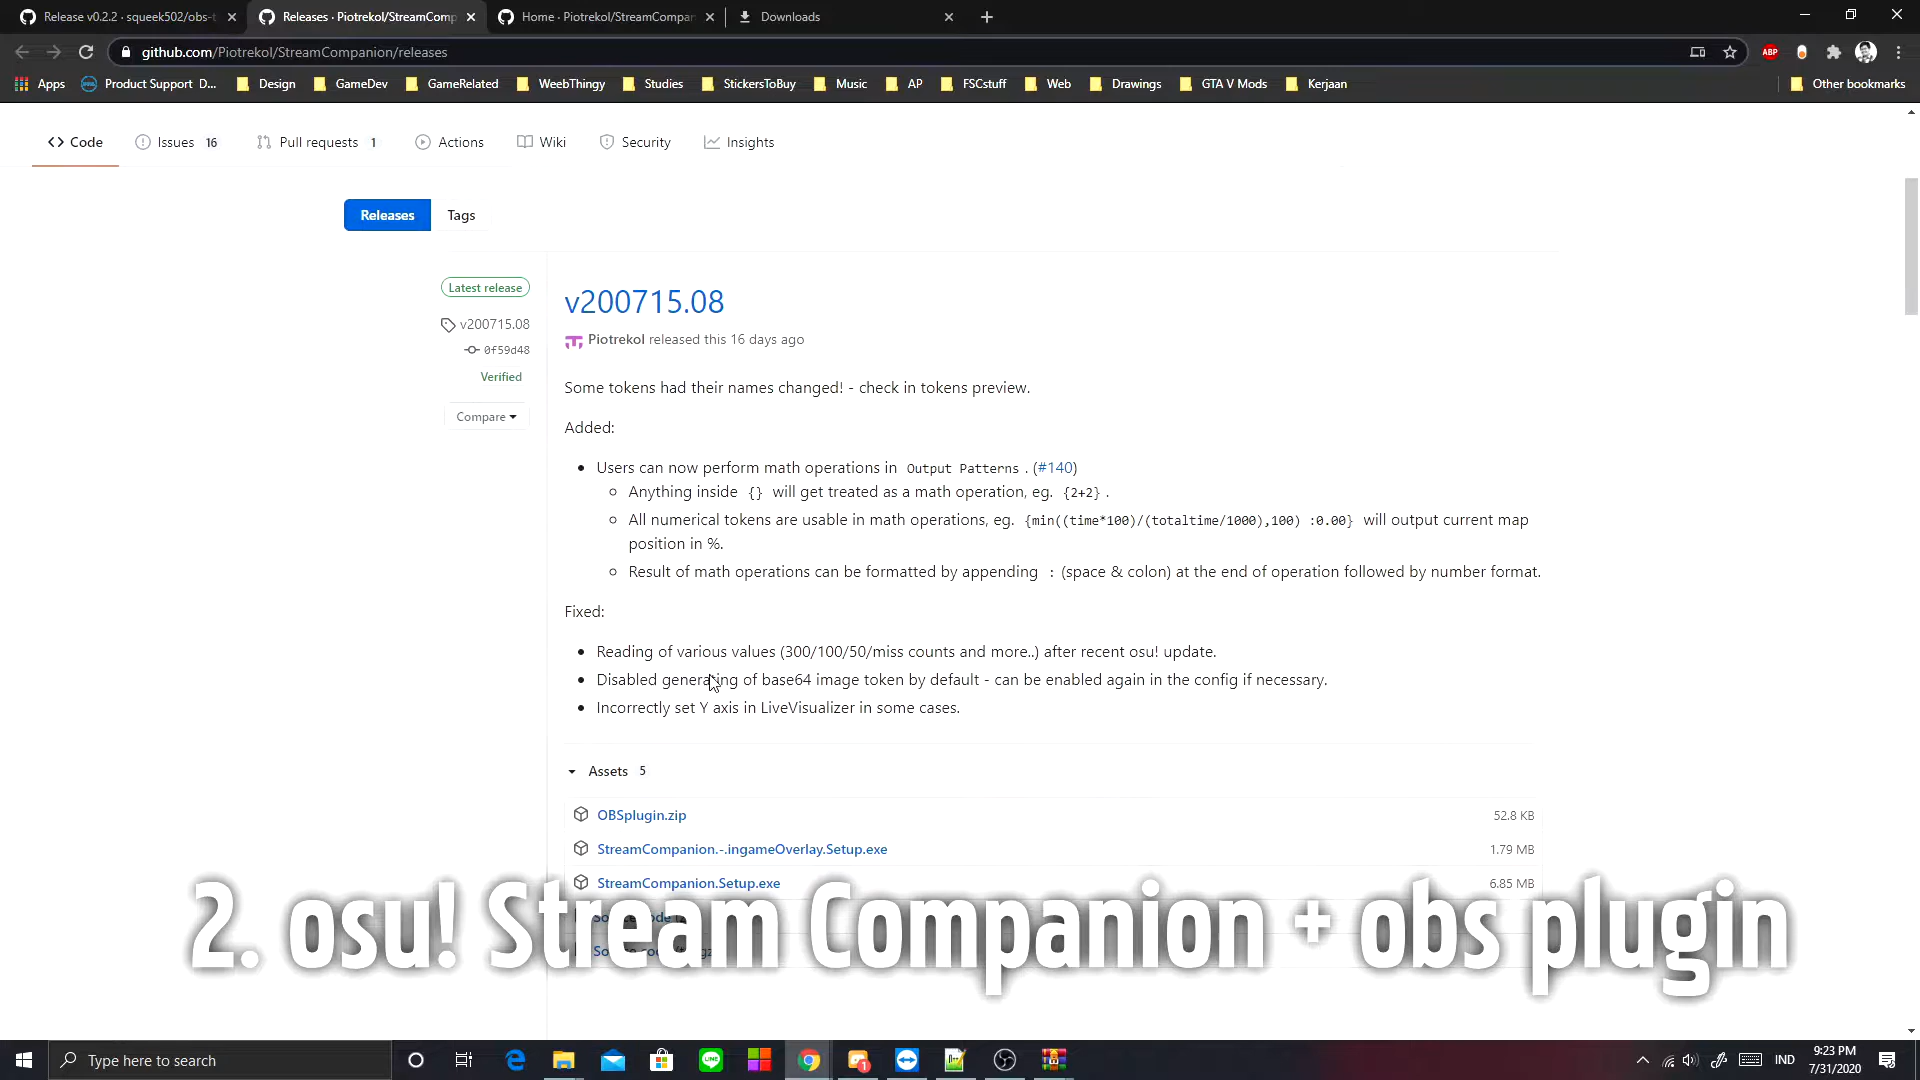 Release v0.2.2 · squeek502/obs-t
Releases · Piotrekol/StreamComp
Home · Piotrekol/StreamCompan
Downloads
github.com/Piotrekol/StreamCompanion/releases
ABP
Apps
Product Support D...
Design
GameDev
GameRelated
WeebThingy
Studies
StickersToBuy
Music
AP
FSCstuff
Web
Drawings
GTA V Mods
Kerjaan
Other bookmarks
Code
Issues 16
Pull requests 1
Actions
Wiki
Security
Insights
Releases
Tags
Latest release
v200715.08
0f59d48
Verified
Compare
v200715.08
Piotrekol released this 16 days ago
Some tokens had their names changed! - check in tokens preview.
Added:
Users can now perform math operations in Output Patterns . (#140)
Anything inside {} will get treated as a math operation, eg. {2+2} .
All numerical tokens are usable in math operations, eg. {min((time*100)/(totaltime/1000),100) :0.00} will output current map
position in %.
Result of math operations can be formatted by appending : (space & colon) at the end of operation followed by number format.
Fixed:
Reading of various values (300/100/50/miss counts and more..) after recent osu! update.
Disabled generating of base64 image token by default - can be enabled again in the config if necessary.
Incorrectly set Y axis in LiveVisualizer in some cases.
Assets 5
OBSplugin.zip 52.8 KB
StreamCompanion.-.ingameOverlay.Setup.exe 1.79 MB
StreamCompanion.Setup.exe 6.85 MB
2. osu! Stream Companion + obs plugin
Type here to search
IND
9:23 PM
7/31/2020